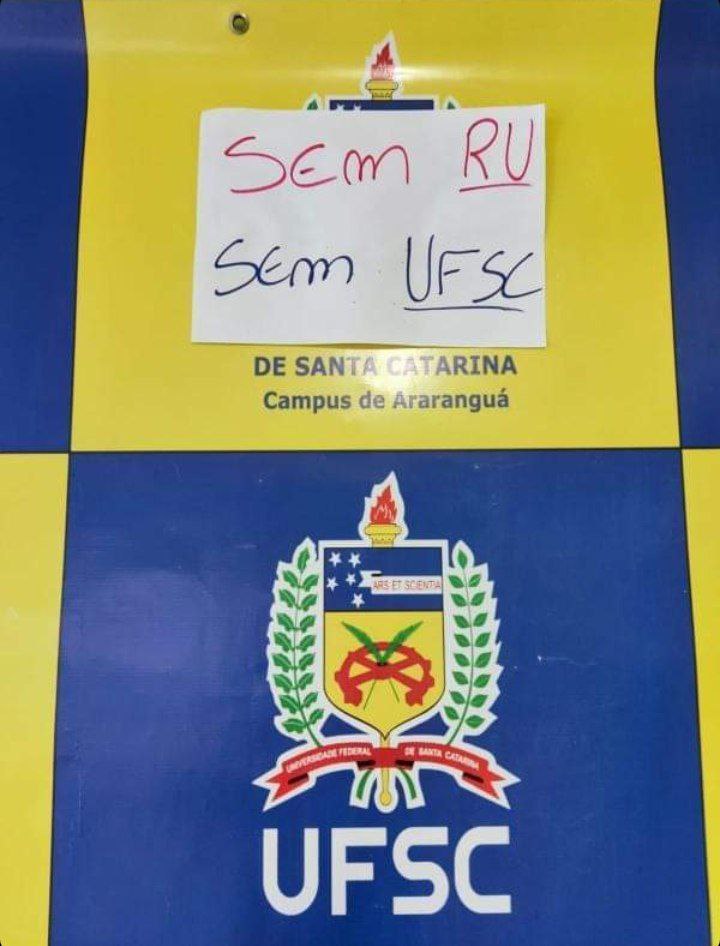 SEM RU
SEM UFSC
DE SANTA CATARINA
Campus de Araranguá
ARS ET SCIENTIA
UNIVERSIDADE FEDERAL DE SANTA CATARINA
UFSC